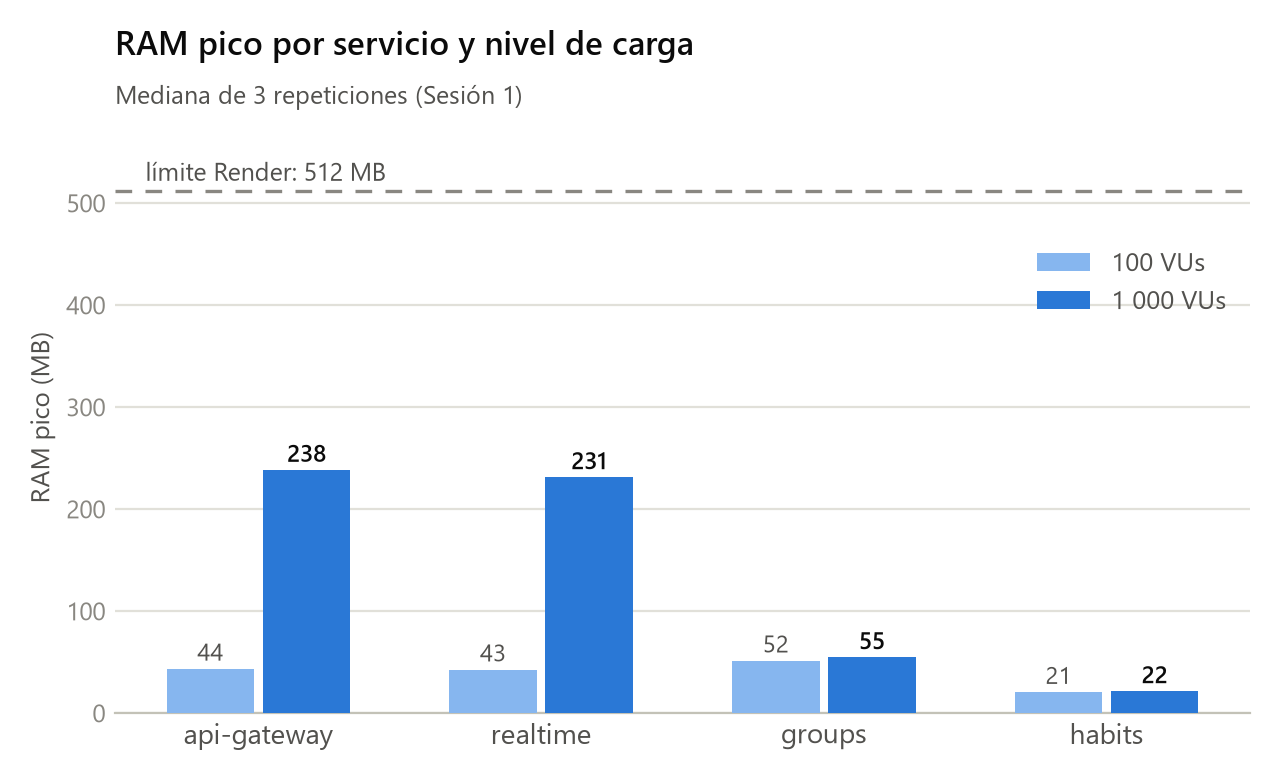 RAM pico por servicio y nivel de carga
Mediana de 3 repeticiones (Sesión 1)
límite Render: 512 MB
500
400
300
200
100
0
RAM pico (MB)
100 VUs
1 000 VUs
44
238
43
231
52
55
21
22
api-gateway
realtime
groups
habits